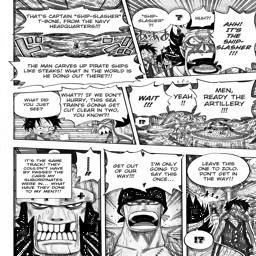 THAT'S CAPTAIN "SHIP-SLASHER"
T-BONE, FROM THE NAVY
HEADQUARTERS!!!
"SHIP-
SLASHER"
?!
!?
HUH?!
AHH!
IT'S
THE
SHIP-
SLASHER
!!!
THE MAN CARVES UP PIRATE SHIPS
LIKE STEAKS! WHAT IN THE WORLD IS
HE DOING OUT THERE?!!
WHAT
DO YOU
JUST
SEE?
WHAT?! IF WE DON'T
HURRY, THIS SEA
TRAIN'S GONNA GET
CUT CLEAR IN TWO,
YOU KNOW?!
WAIT
!!!
YEAH
!!
MEN,
READY THE
ARTILLERY
!!!
IT'S THE SAME
TRACK! THEY
COULDN'T HAVE
BY PASSED THE
CARS MY
SUBORDINATES
WERE IN... WHAT
HAVE THEY DONE
TO MY MEN?!!
GET OUT
OF OUR
WAY!!!
I'M ONLY
GOING TO
SAY THIS
ONCE...
LEAVE THIS
ONE TO ZOLO.
DON'T GET IN
THE WAY!!!
!?